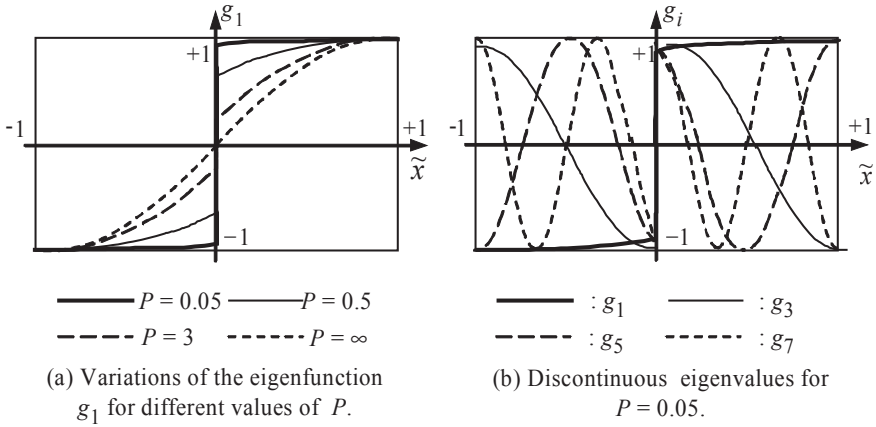 g1
+1
-1
+1
x̃
−1
P = 0.05
P = 0.5
P = 3
P = ∞
(a) Variations of the eigenfunction
g1 for different values of P.
gi
+1
-1
+1
x̃
−1
: g1
: g3
: g5
: g7
(b) Discontinuous eigenvalues for
P = 0.05.